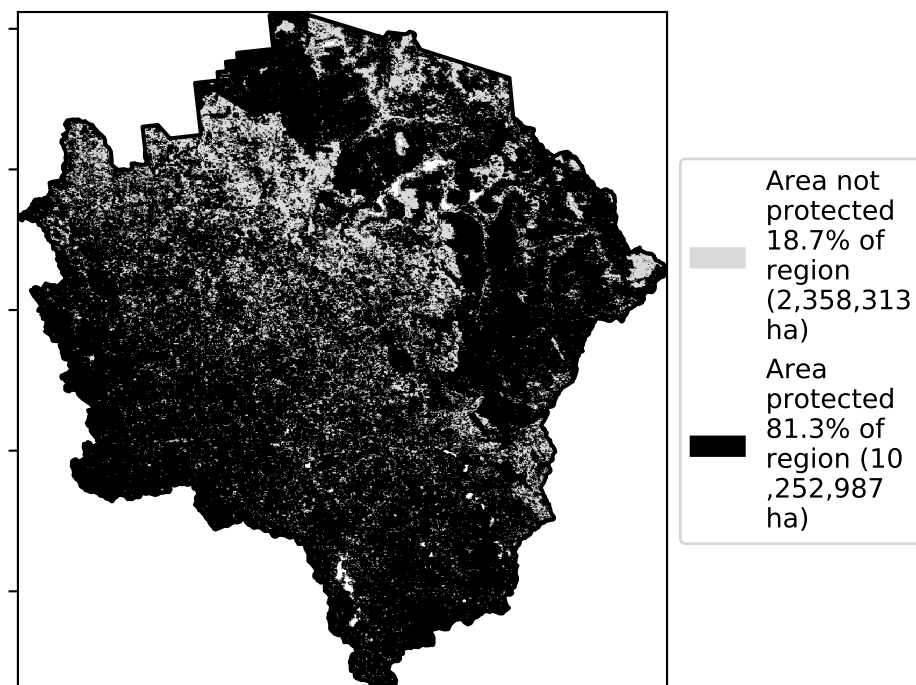 Area not
protected
18.7% of
region
(2,358,313
ha)
Area
protected
81.3% of
region (10
,252,987
ha)